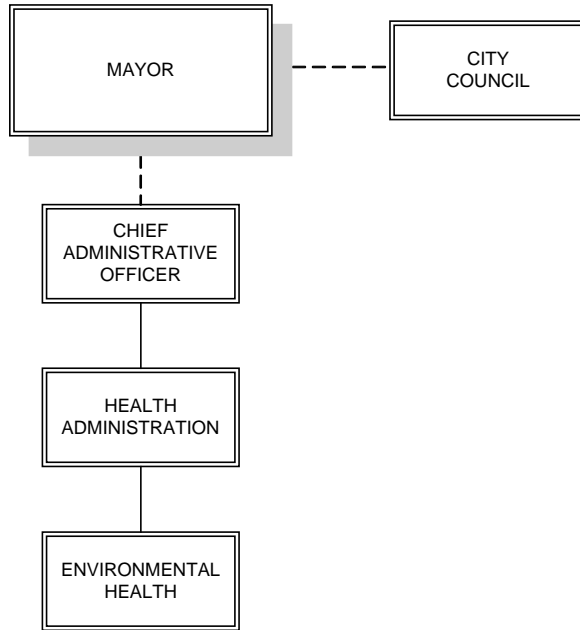 MAYOR
CITY
COUNCIL
CHIEF
ADMINISTRATIVE
OFFICER
HEALTH
ADMINISTRATION
ENVIRONMENTAL
HEALTH